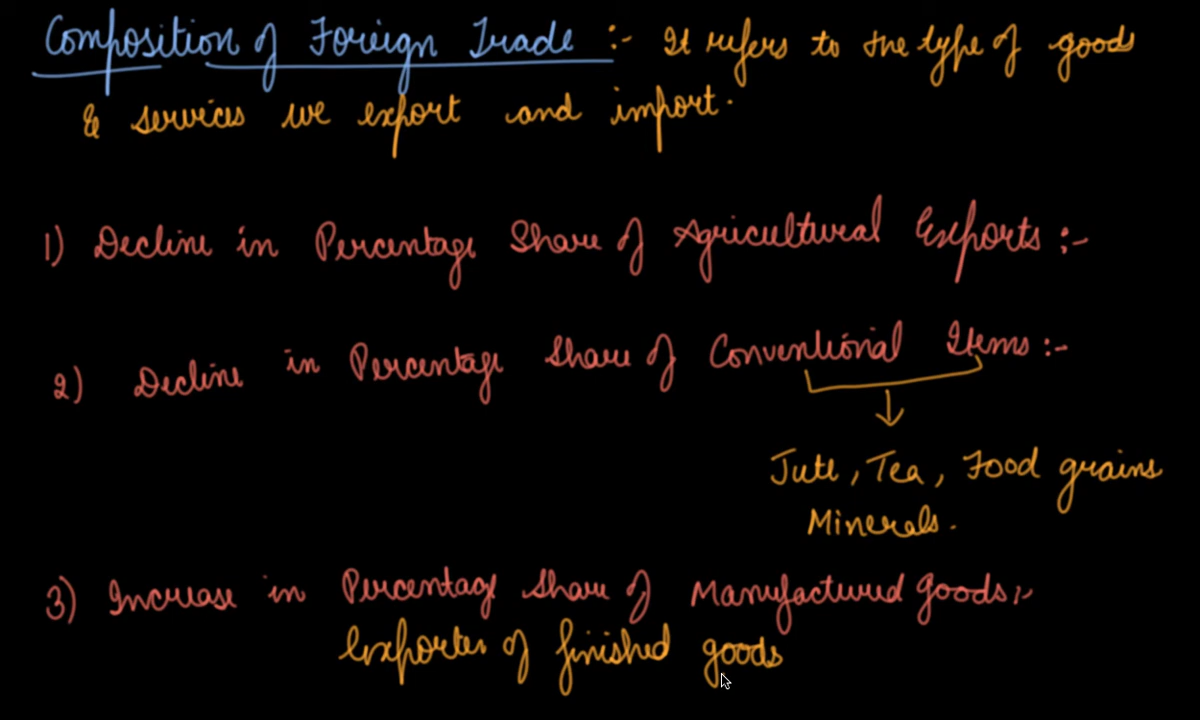 Composition of Foreign Trade :- It refers to the type of goods
& services we export and import.
1) Decline in Percentage Share of Agricultural Exports :-
2) Decline in Percentage Share of Conventional Items :-
Jute, Tea, Food grains
Minerals.
3) Increase in Percentage Share of Manufactured goods :-
exporter of finished goods